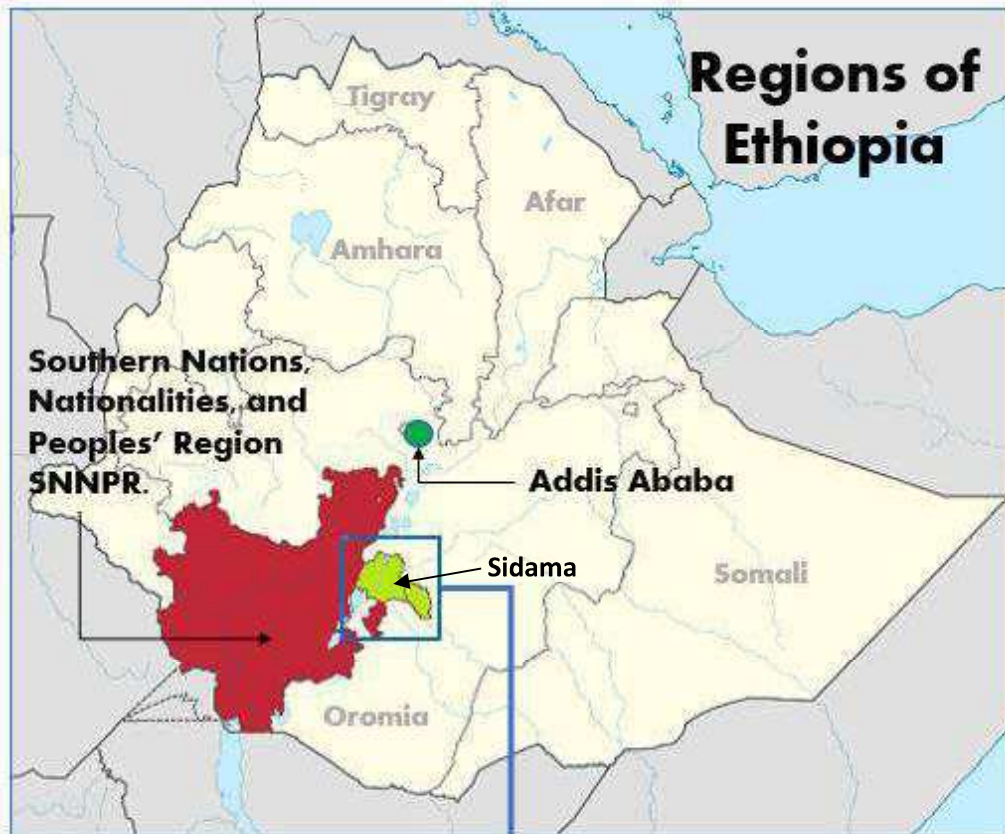 Regions of
Ethiopia
Tigray
Afar
Amhara
Southern Nations,
Nationalities, and
Peoples' Region
SNNPR.
Addis Ababa
Sidama
Somali
Oromia